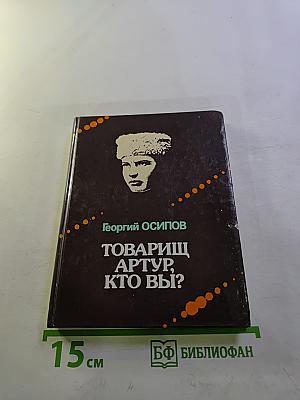 Георгий ОСИПОВ
ТОВАРИЩ
АРТУР,
КТО ВЫ?
15 см
БФ БИБЛИОФАН